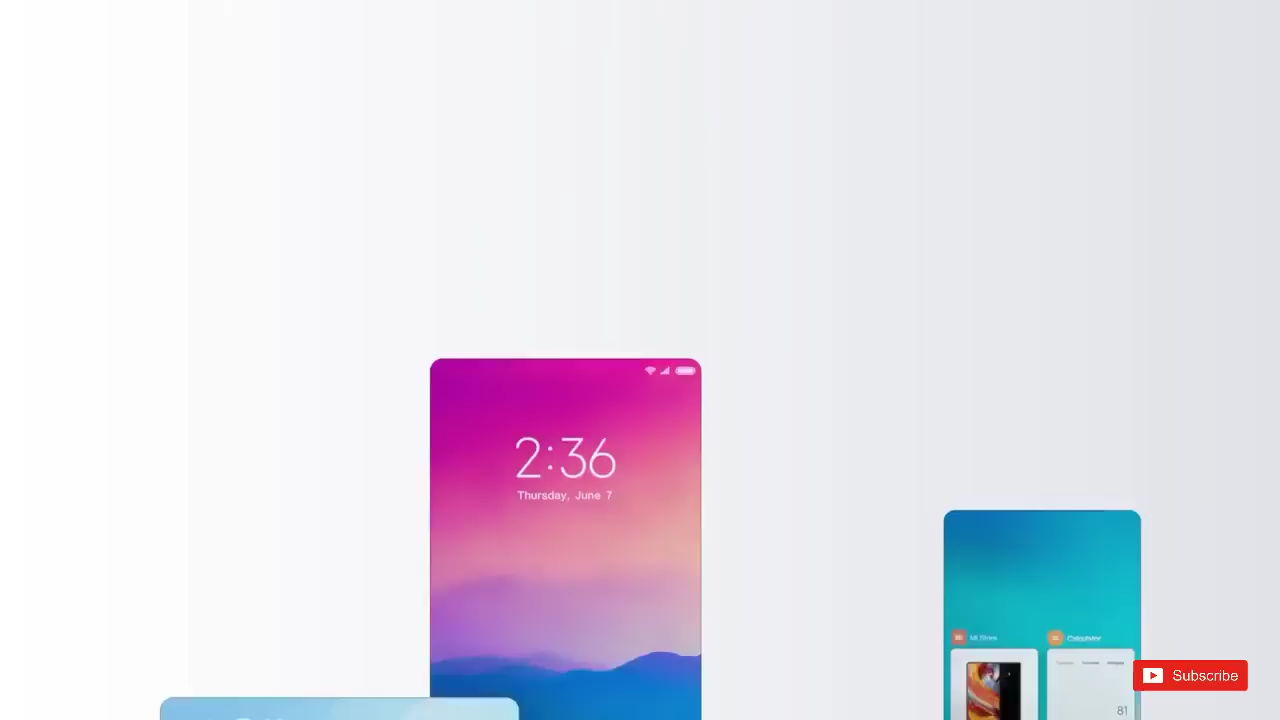 2:36
Thursday, June 7
Mi Store
Calculator
81
Subscribe